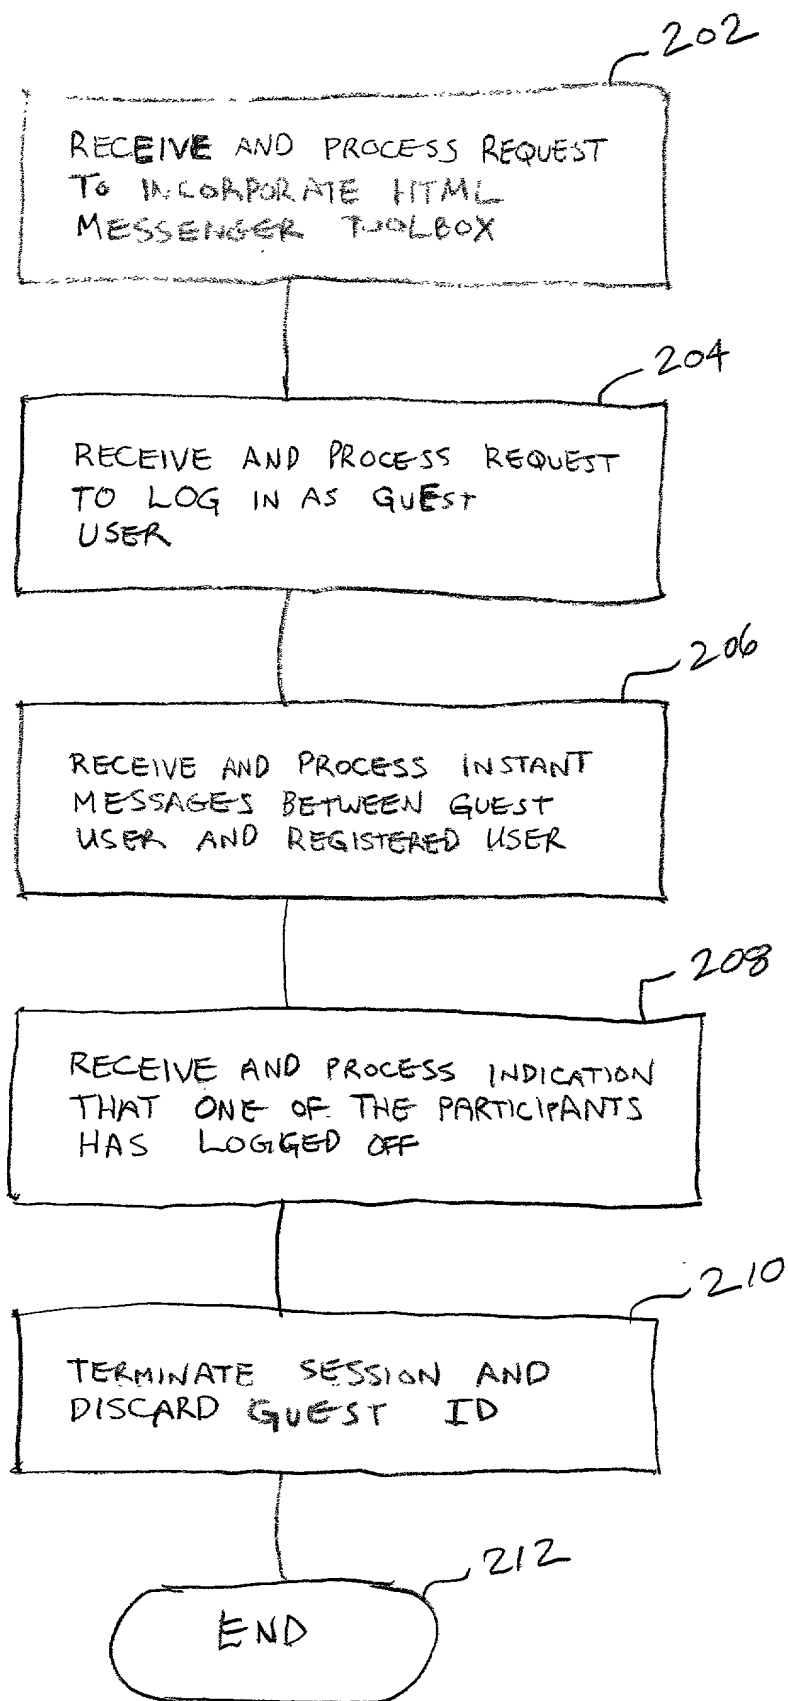 202
RECEIVE AND PROCESS REQUEST
TO INCORPORATE HTML
MESSENGER TOOLBOX
204
RECEIVE AND PROCESS REQUEST
TO LOG IN AS GUEST
USER
206
RECEIVE AND PROCESS INSTANT
MESSAGES BETWEEN GUEST
USER AND REGISTERED USER
208
RECEIVE AND PROCESS INDICATION
THAT ONE OF THE PARTICIPANTS
HAS LOGGED OFF
210
TERMINATE SESSION AND
DISCARD GUEST ID
212
END